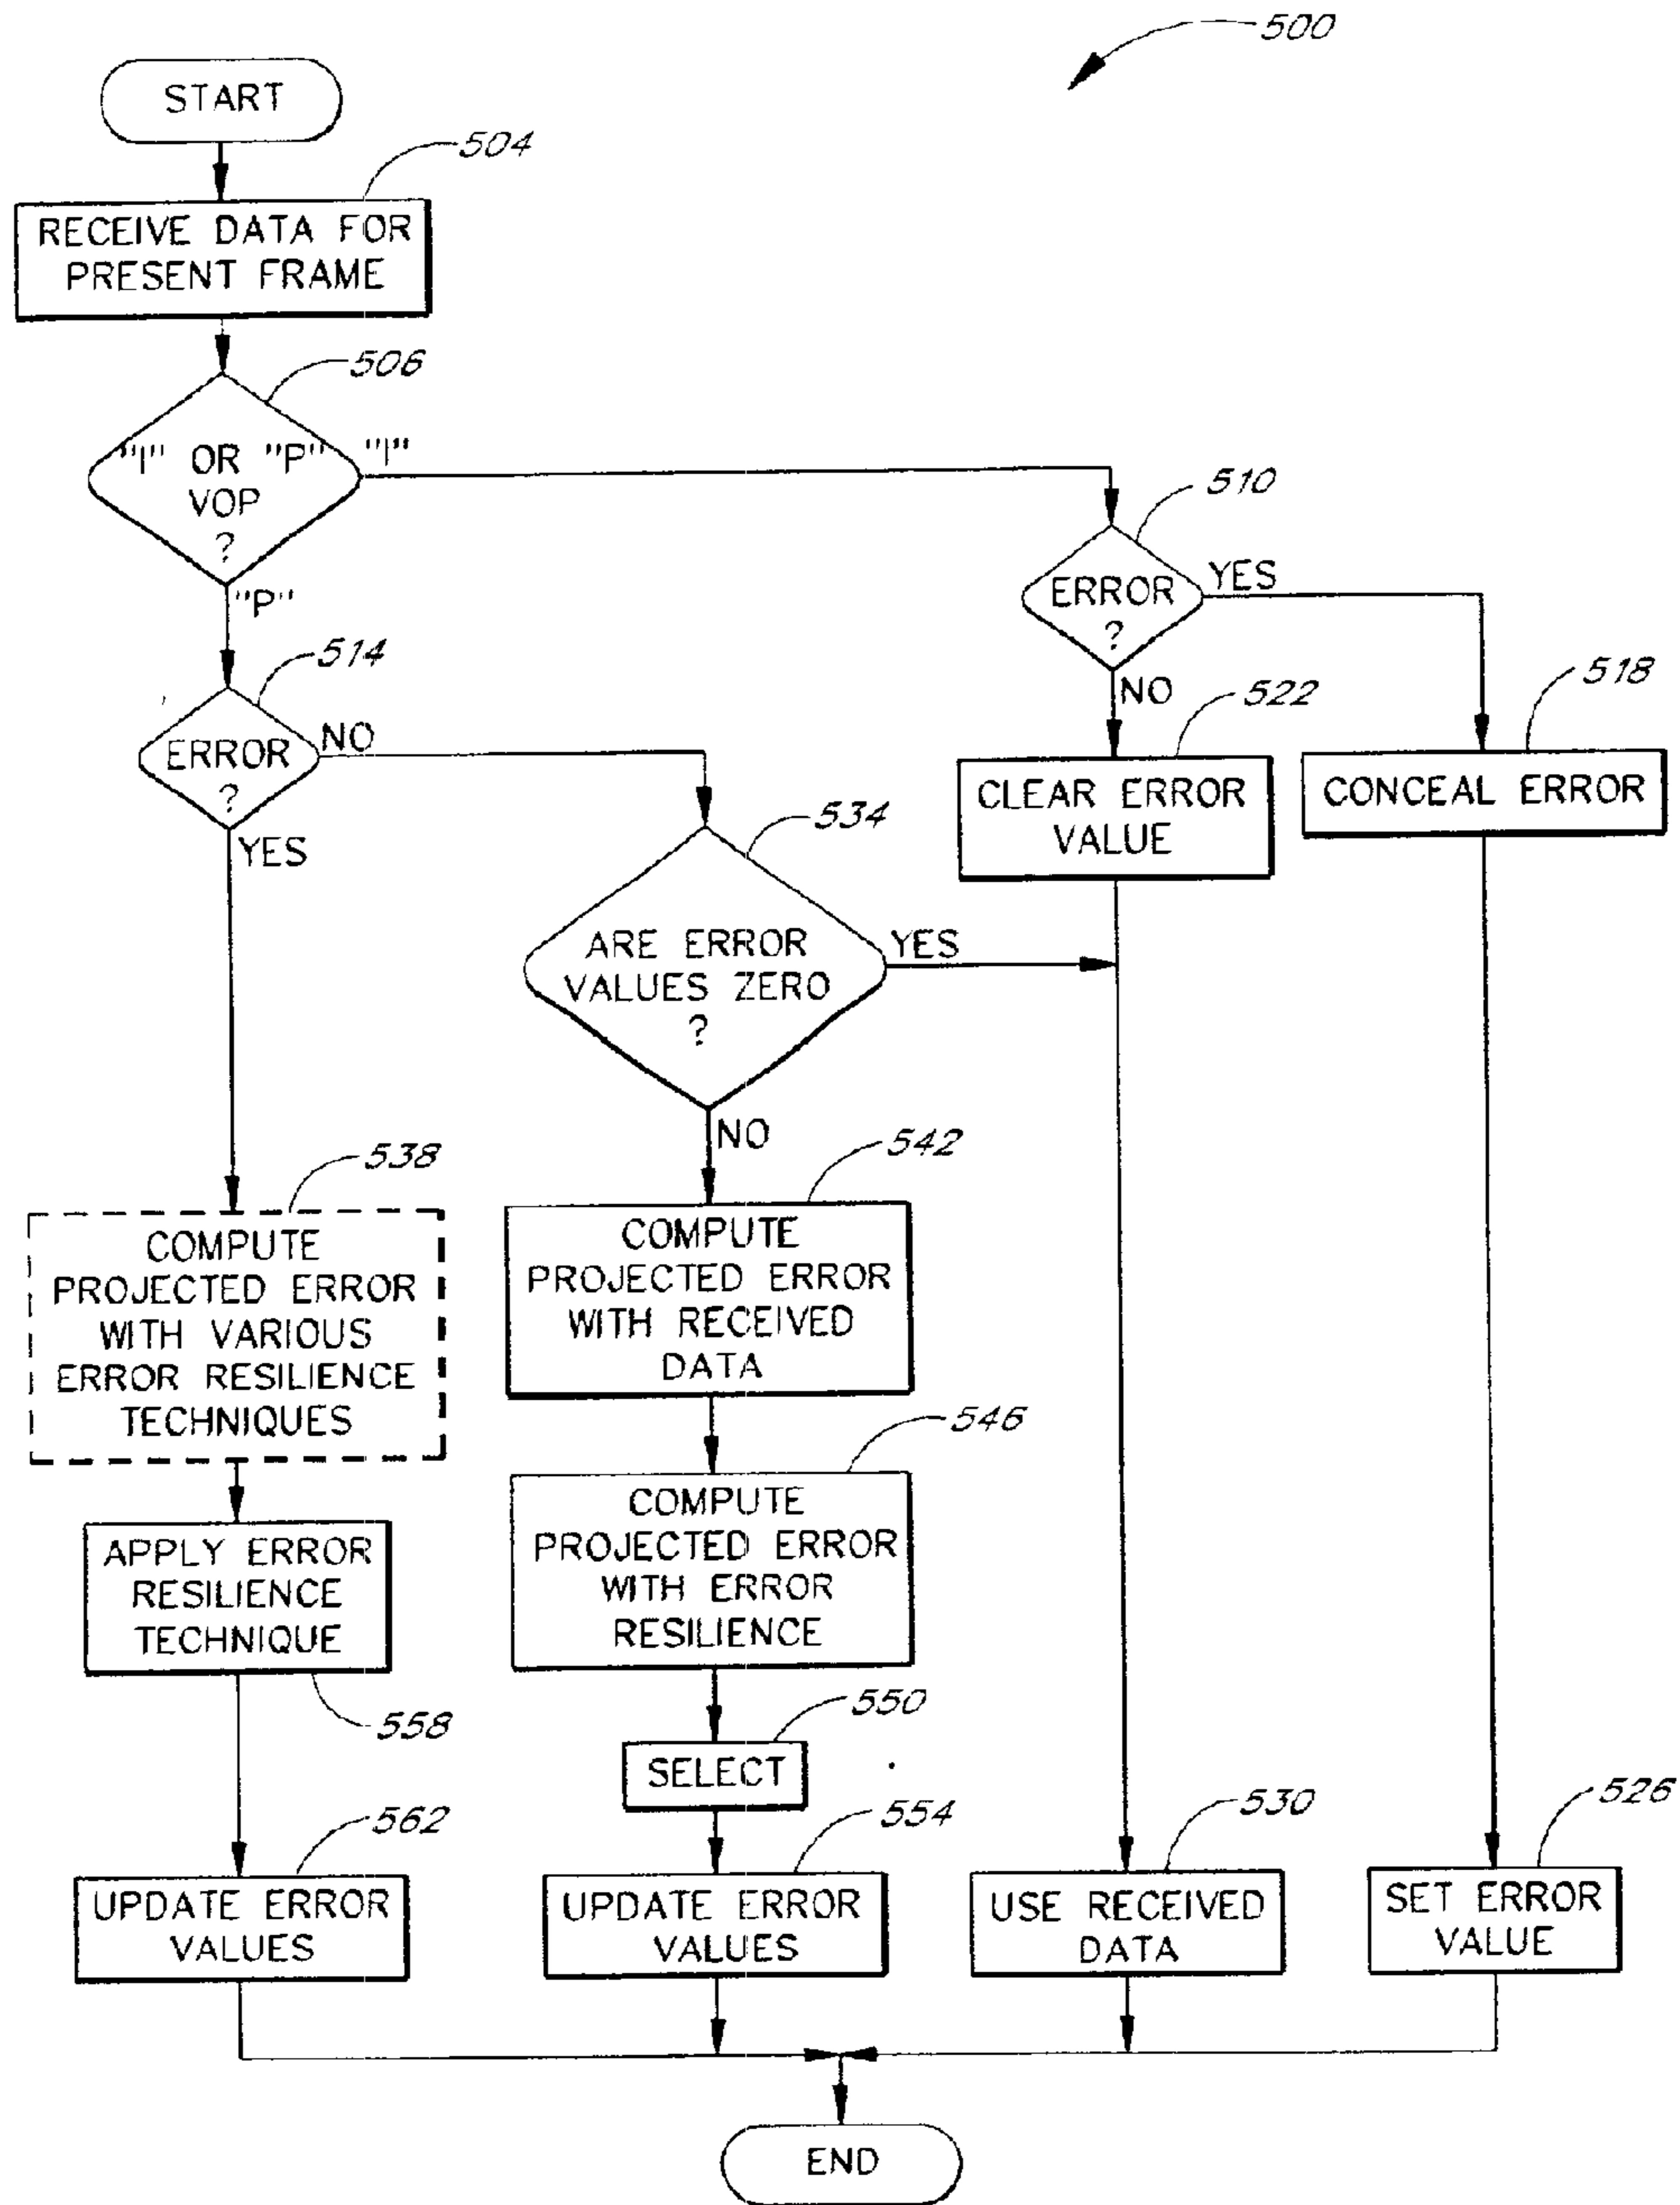 500
START
504
RECEIVE DATA FOR
PRESENT FRAME
506
"I" OR "P"
VOP
?
"I"
"P"
510
ERROR
?
YES
NO
514
ERROR
?
NO
YES
518
CONCEAL ERROR
522
CLEAR ERROR
VALUE
534
ARE ERROR
VALUES ZERO
?
YES
NO
538
COMPUTE
PROJECTED ERROR
WITH VARIOUS
ERROR RESILIENCE
TECHNIQUES
542
COMPUTE
PROJECTED ERROR
WITH RECEIVED
DATA
546
COMPUTE
PROJECTED ERROR
WITH ERROR
RESILIENCE
APPLY ERROR
RESILIENCE
TECHNIQUE
558
550
SELECT
562
UPDATE ERROR
VALUES
554
UPDATE ERROR
VALUES
530
USE RECEIVED
DATA
526
SET ERROR
VALUE
END